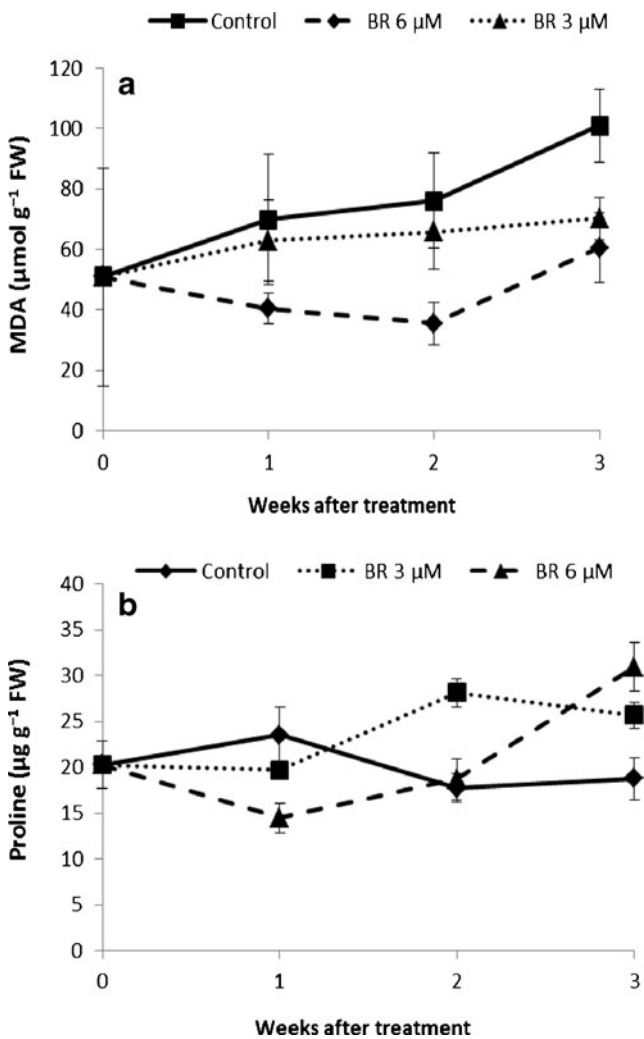 Control BR 6 µM BR 3 µM
a
MDA (µmol g⁻¹ FW)
120
100
80
60
40
20
0
0 1 2 3
Weeks after treatment
Control BR 3 µM BR 6 µM
b
Proline (µg g⁻¹ FW)
40
35
30
25
20
15
10
5
0
0 1 2 3
Weeks after treatment